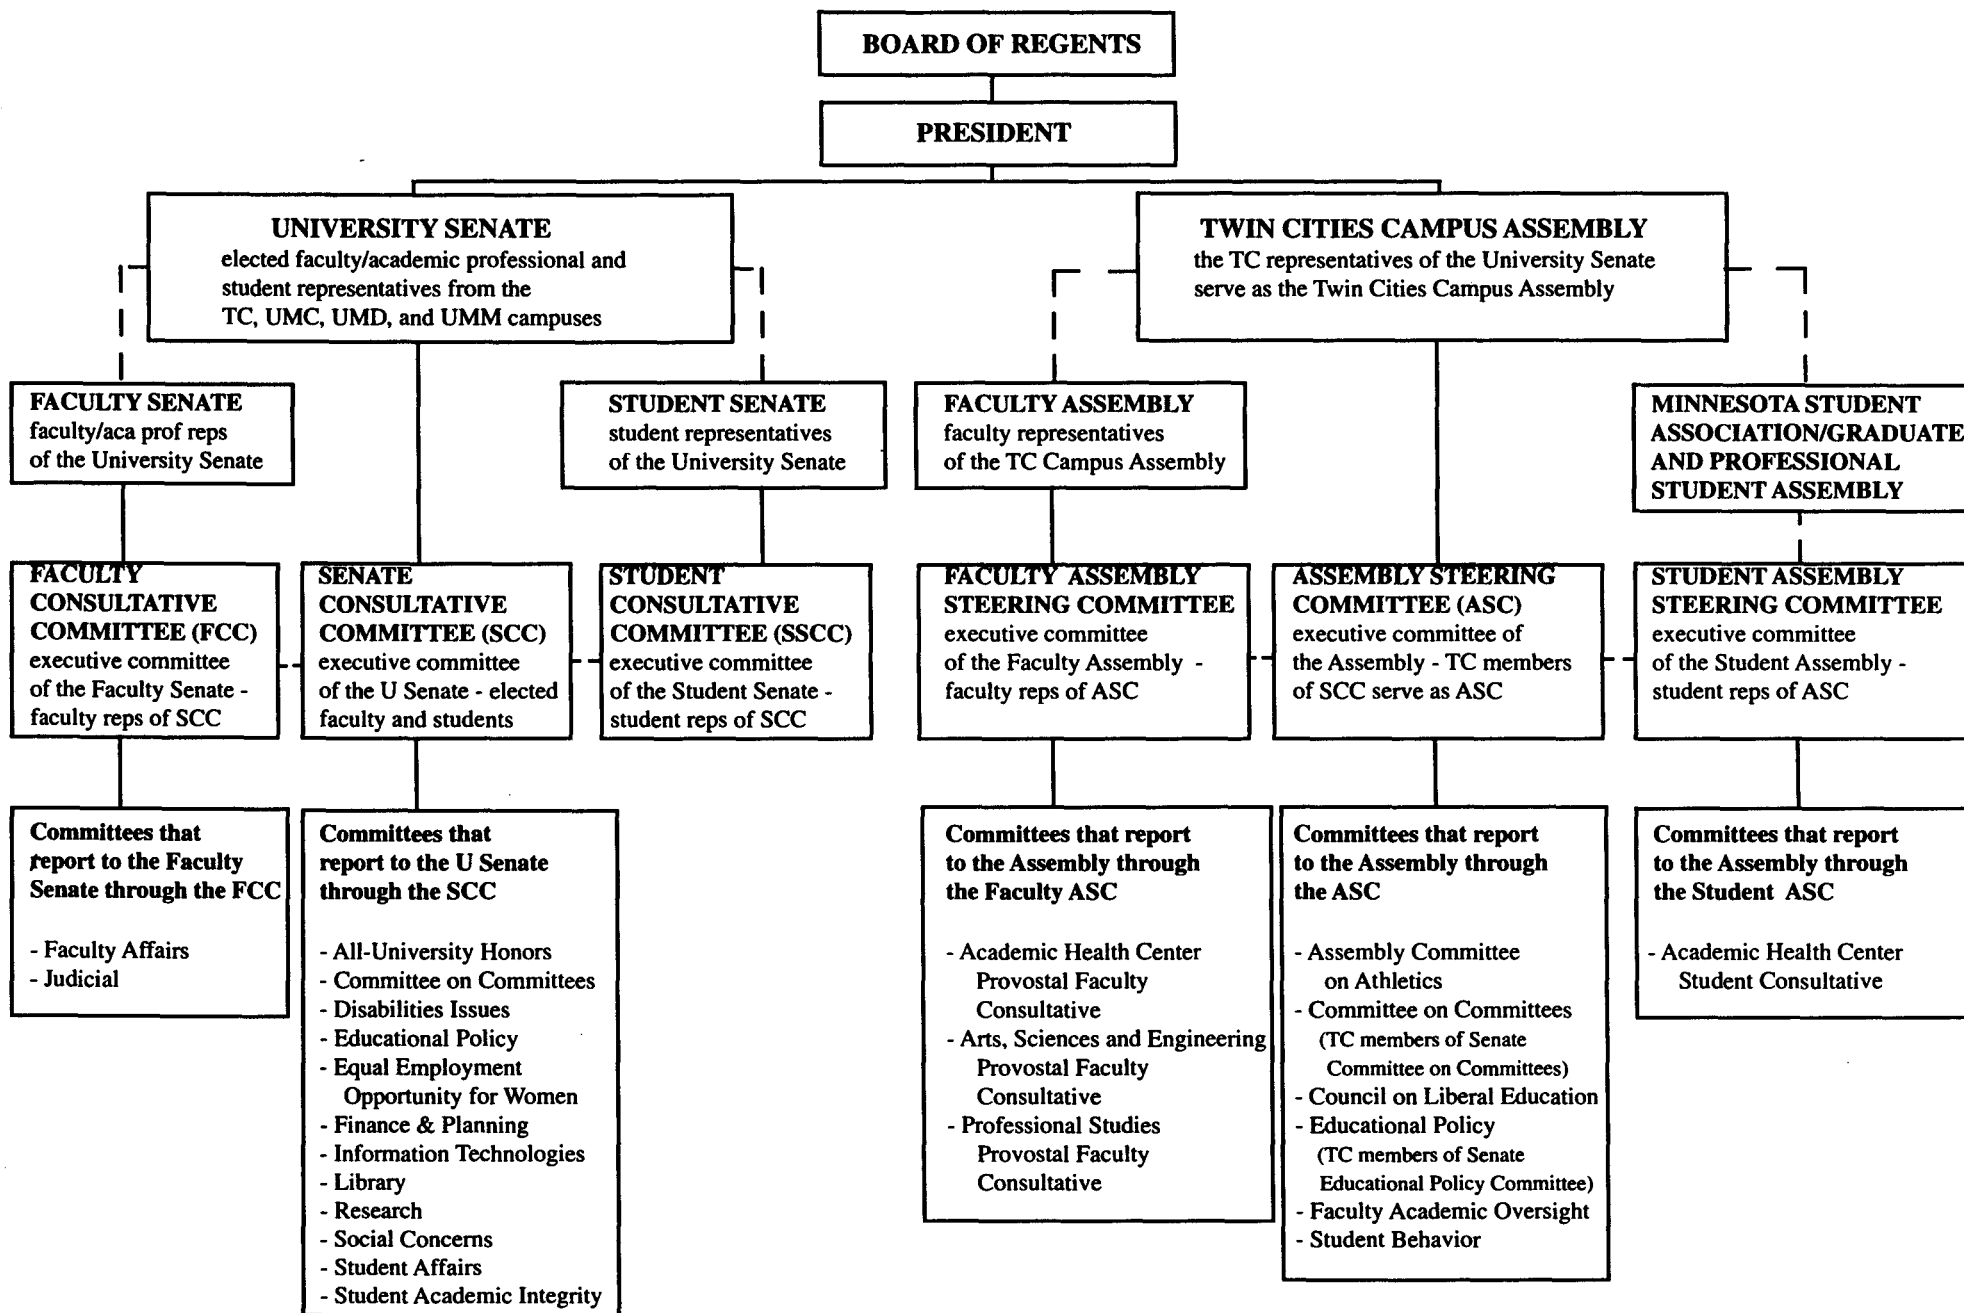 BOARD OF REGENTS
PRESIDENT
UNIVERSITY SENATE
elected faculty/academic professional and
student representatives from the
TC, UMC, UMD, and UMM campuses
TWIN CITIES CAMPUS ASSEMBLY
the TC representatives of the University Senate
serve as the Twin Cities Campus Assembly
FACULTY SENATE
faculty/aca prof reps
of the University Senate
STUDENT SENATE
student representatives
of the University Senate
FACULTY ASSEMBLY
faculty representatives
of the TC Campus Assembly
MINNESOTA STUDENT
ASSOCIATION/GRADUATE
AND PROFESSIONAL
STUDENT ASSEMBLY
FACULTY
CONSULTATIVE
COMMITTEE (FCC)
executive committee
of the Faculty Senate -
faculty reps of SCC
SENATE
CONSULTATIVE
COMMITTEE (SCC)
executive committee
of the U Senate - elected
faculty and students
STUDENT
CONSULTATIVE
COMMITTEE (SSCC)
executive committee
of the Student Senate -
student reps of SCC
FACULTY ASSEMBLY
STEERING COMMITTEE
executive committee
of the Faculty Assembly -
faculty reps of ASC
ASSEMBLY STEERING
COMMITTEE (ASC)
executive committee of
the Assembly - TC members
of SCC serve as ASC
STUDENT ASSEMBLY
STEERING COMMITTEE
executive committee
of the Student Assembly -
student reps of ASC
Committees that
report to the Faculty
Senate through the FCC
- Faculty Affairs
- Judicial
Committees that
report to the U Senate
through the SCC
- All-University Honors
- Committee on Committees
- Disabilities Issues
- Educational Policy
- Equal Employment
Opportunity for Women
- Finance & Planning
- Information Technologies
- Library
- Research
- Social Concerns
- Student Affairs
- Student Academic Integrity
Committees that report
to the Assembly through
the Faculty ASC
- Academic Health Center
Provostal Faculty
Consultative
- Arts, Sciences and Engineering
Provostal Faculty
Consultative
- Professional Studies
Provostal Faculty
Consultative
Committees that report
to the Assembly through
the ASC
- Assembly Committee
on Athletics
- Committee on Committees
(TC members of Senate
Committee on Committees)
- Council on Liberal Education
- Educational Policy
(TC members of Senate
Educational Policy Committee)
- Faculty Academic Oversight
- Student Behavior
Committees that report
to the Assembly through
the Student ASC
- Academic Health Center
Student Consultative